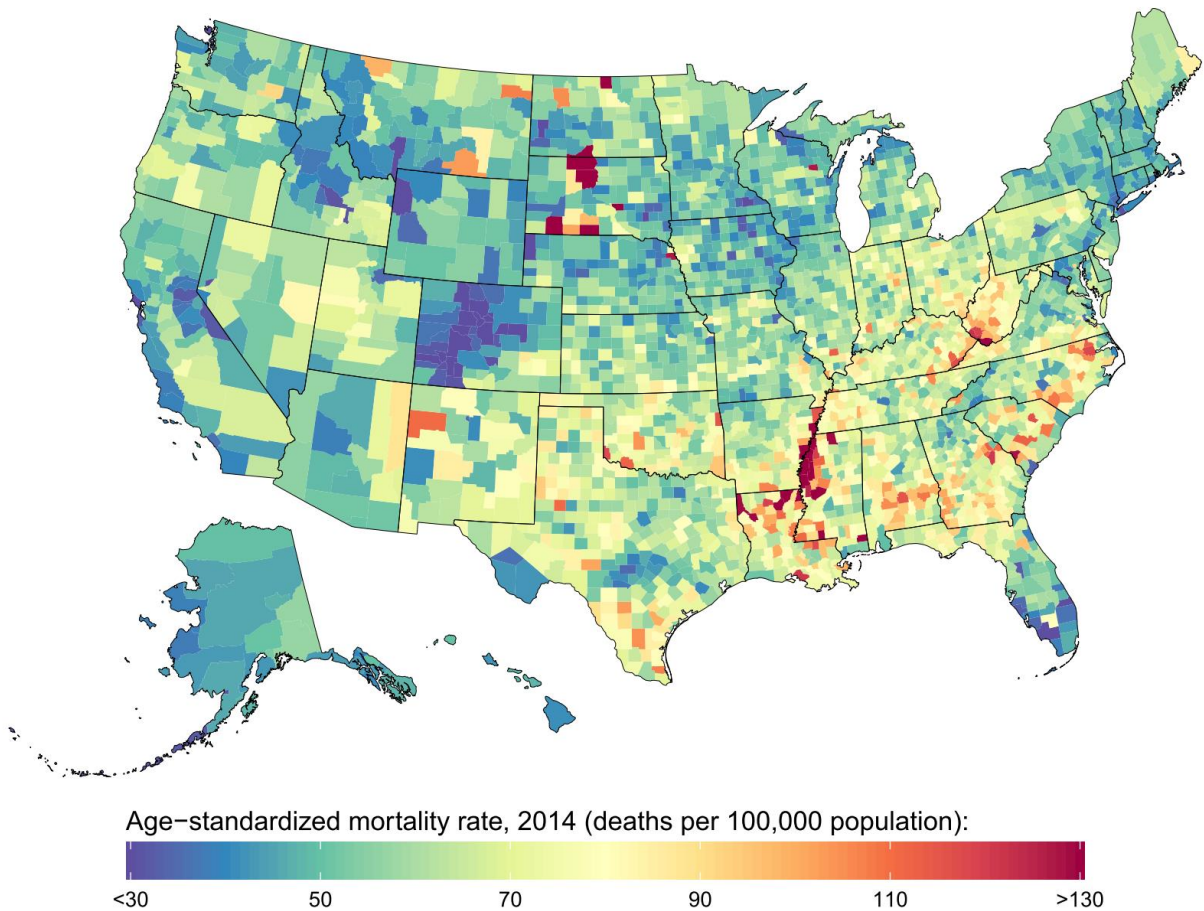 Age−standardized mortality rate, 2014 (deaths per 100,000 population):
<30 50 70 90 110 >130